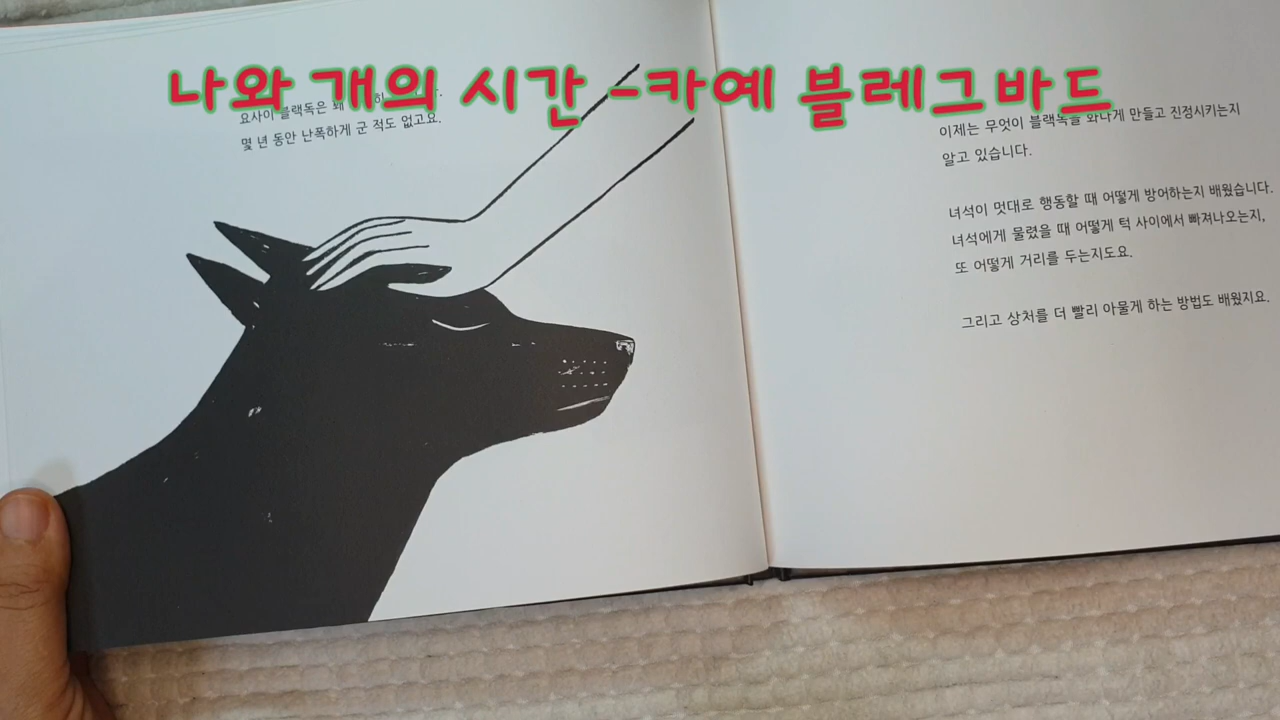 나와 개의 시간 -카예 블레그바드
요사이 블랙독은 꽤
몇 년 동안 난폭하게 군 적도 없고요.
이제는 무엇이 블랙독을 화나게 만들고 진정시키는지
알고 있습니다.
녀석이 멋대로 행동할 때 어떻게 방어하는지 배웠습니다.
녀석에게 물렸을 때 어떻게 턱 사이에서 빠져나오는지,
또 어떻게 거리를 두는지도요.
그리고 상처를 더 빨리 아물게 하는 방법도 배웠지요.